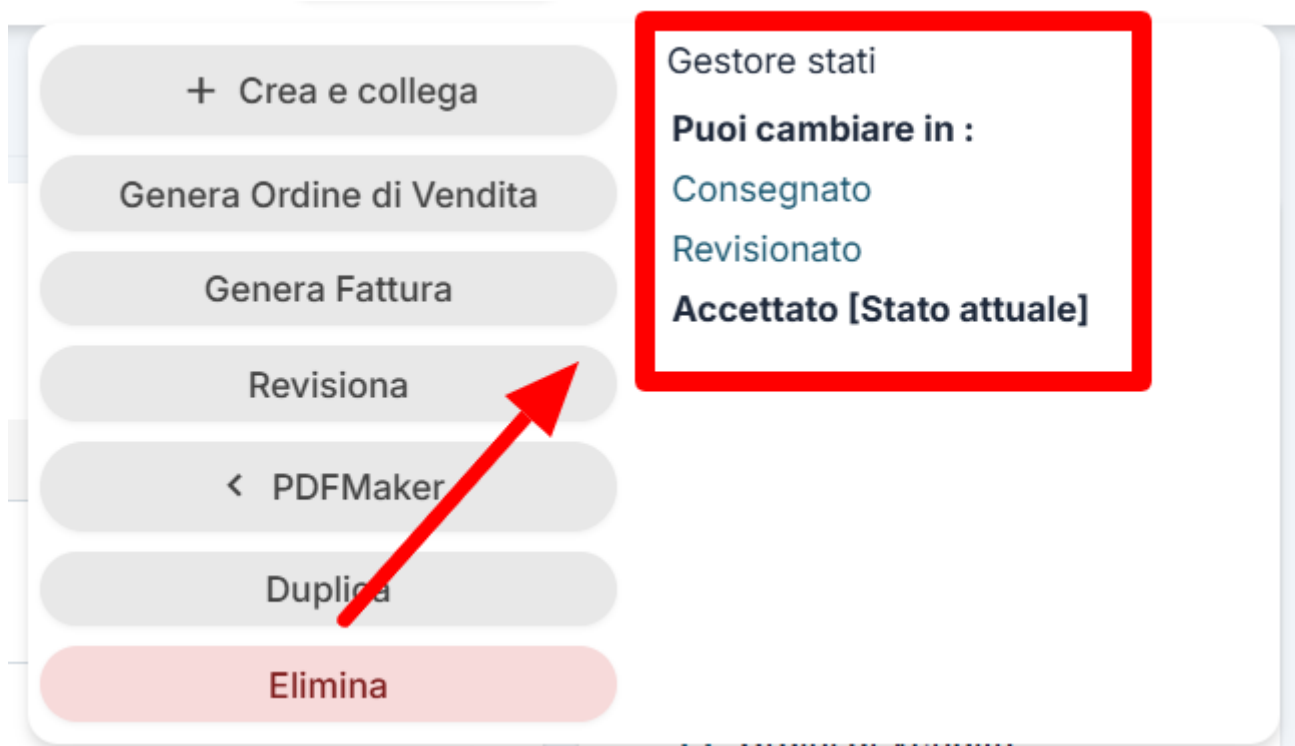 + Crea e collega
Genera Ordine di Vendita
Genera Fattura
Revisiona
< PDFMaker
Duplica
Elimina
Gestore stati
Puoi cambiare in :
Consegnato
Revisionato
Accettato [Stato attuale]